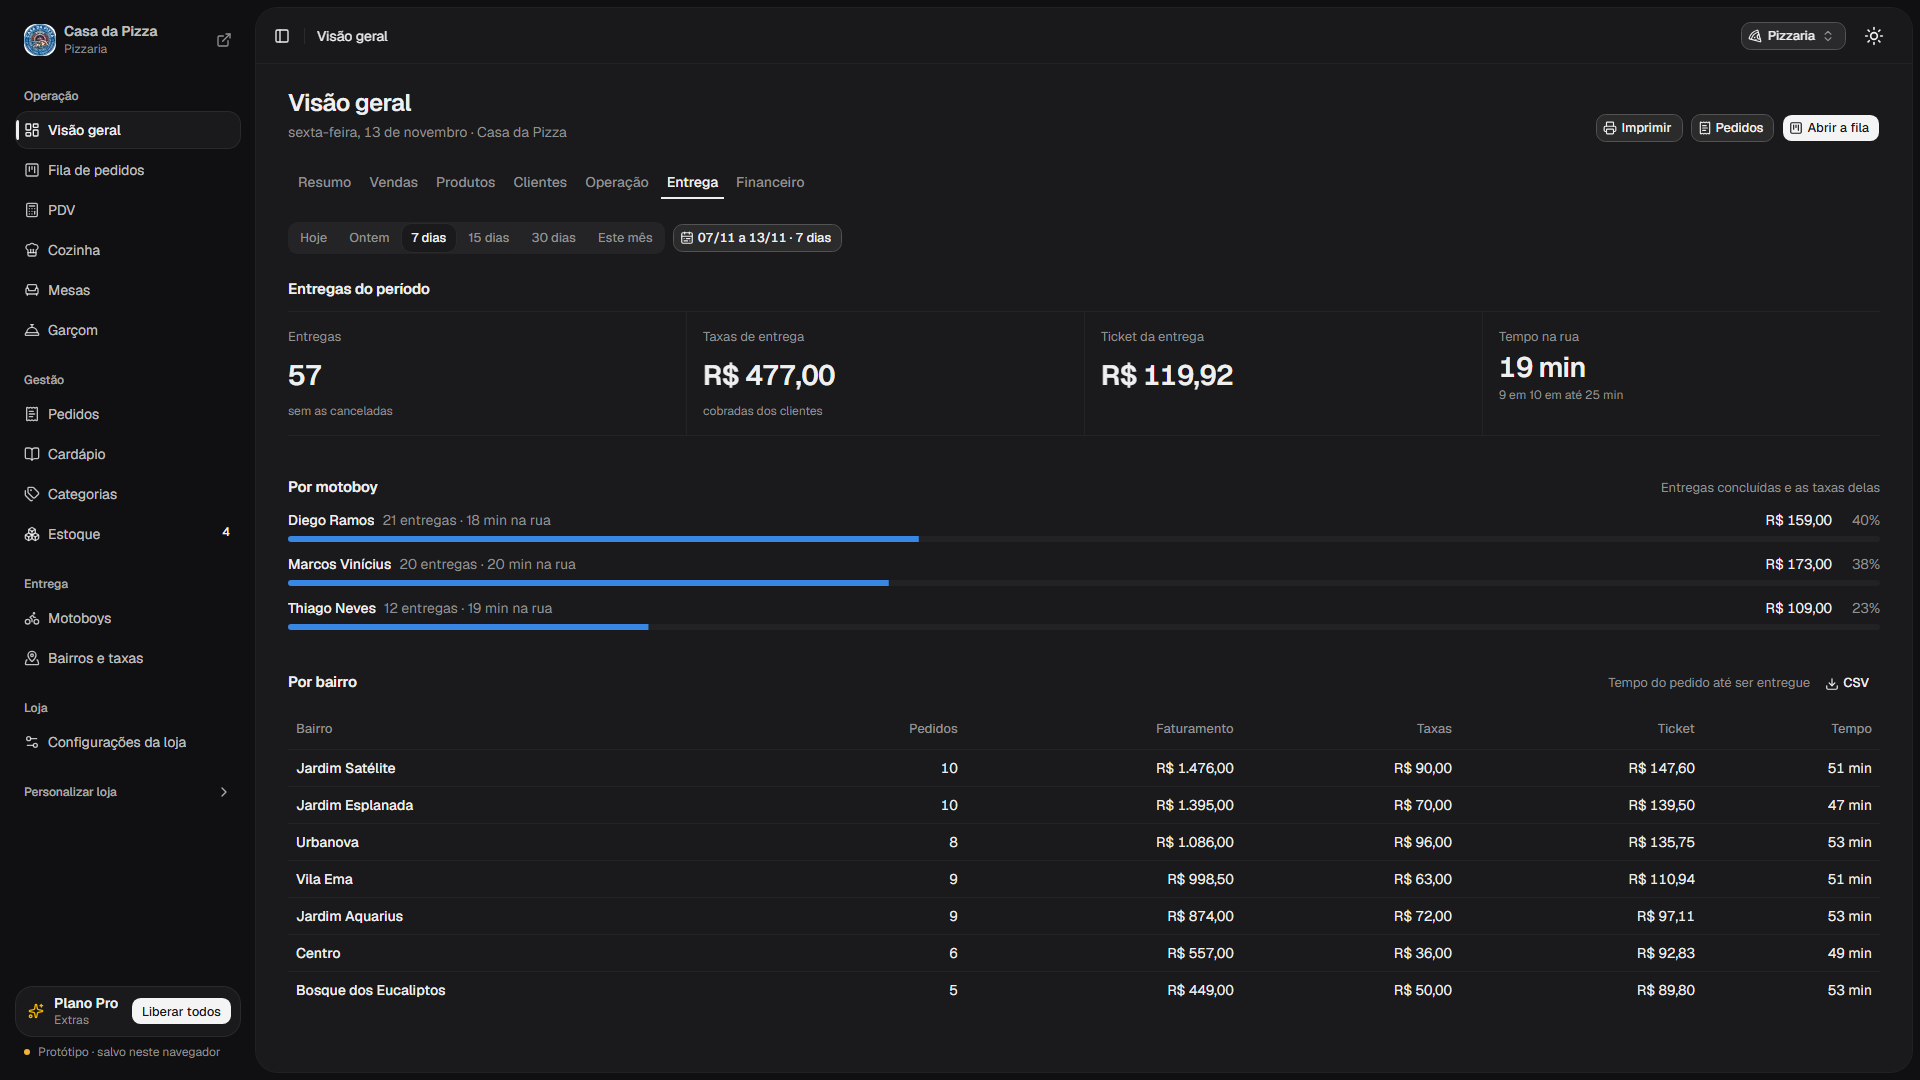 Casa da Pizza
Pizzaria
Operação
Visão geral
Fila de pedidos
PDV
Cozinha
Mesas
Garçom
Gestão
Pedidos
Cardápio
Categorias
Estoque 4
Entrega
Motoboys
Bairros e taxas
Loja
Configurações da loja
Personalizar loja
Plano Pro
Extras
Liberar todos
Protótipo · salvo neste navegador
Visão geral
Pizzaria
Visão geral
sexta-feira, 13 de novembro · Casa da Pizza
Imprimir Pedidos Abrir a fila
Resumo Vendas Produtos Clientes Operação Entrega Financeiro
Hoje Ontem 7 dias 15 dias 30 dias Este mês 07/11 a 13/11 · 7 dias
Entregas do período
Entregas
57
sem as canceladas
Taxas de entrega
R$ 477,00
cobradas dos clientes
Ticket da entrega
R$ 119,92
Tempo na rua
19 min
9 em 10 em até 25 min
Por motoboy Entregas concluídas e as taxas delas
Diego Ramos 21 entregas · 18 min na rua R$ 159,00 40%
Marcos Vinícius 20 entregas · 20 min na rua R$ 173,00 38%
Thiago Neves 12 entregas · 19 min na rua R$ 109,00 23%
Por bairro Tempo do pedido até ser entregue CSV
Bairro Pedidos Faturamento Taxas Ticket Tempo
Jardim Satélite 10 R$ 1.476,00 R$ 90,00 R$ 147,60 51 min
Jardim Esplanada 10 R$ 1.395,00 R$ 70,00 R$ 139,50 47 min
Urbanova 8 R$ 1.086,00 R$ 96,00 R$ 135,75 53 min
Vila Ema 9 R$ 998,50 R$ 63,00 R$ 110,94 51 min
Jardim Aquarius 9 R$ 874,00 R$ 72,00 R$ 97,11 53 min
Centro 6 R$ 557,00 R$ 36,00 R$ 92,83 49 min
Bosque dos Eucaliptos 5 R$ 449,00 R$ 50,00 R$ 89,80 53 min